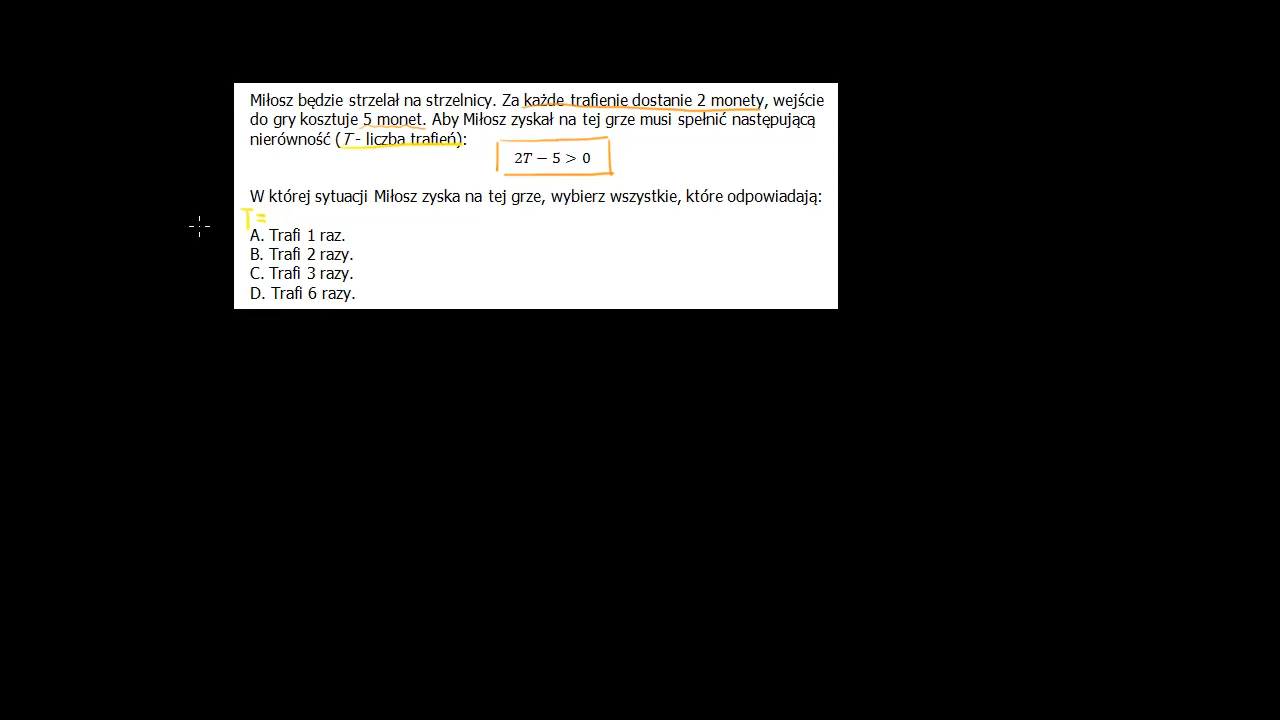 Miłosz będzie strzelał na strzelnicy. Za każde trafienie dostanie 2 monety, wejście
do gry kosztuje 5 monet. Aby Miłosz zyskał na tej grze musi spełnić następującą
nierówność (T - liczba trafień):
2T − 5 > 0
W której sytuacji Miłosz zyska na tej grze, wybierz wszystkie, które odpowiadają:
T =
A. Trafi 1 raz.
B. Trafi 2 razy.
C. Trafi 3 razy.
D. Trafi 6 razy.